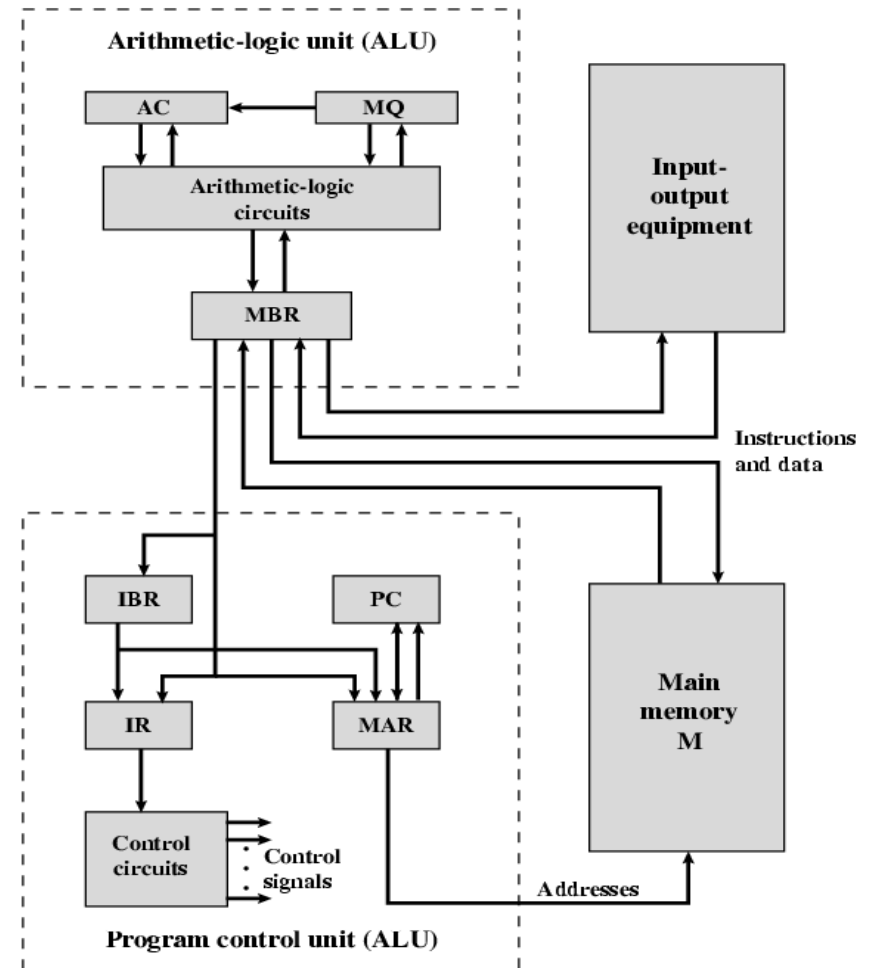 Arithmetic-logic unit (ALU)
AC
MQ
Arithmetic-logic
circuits
MBR
Input-
output
equipment
Instructions
and data
IBR
PC
IR
MAR
Main
memory
M
Control
circuits
Control
signals
Addresses
Program control unit (ALU)